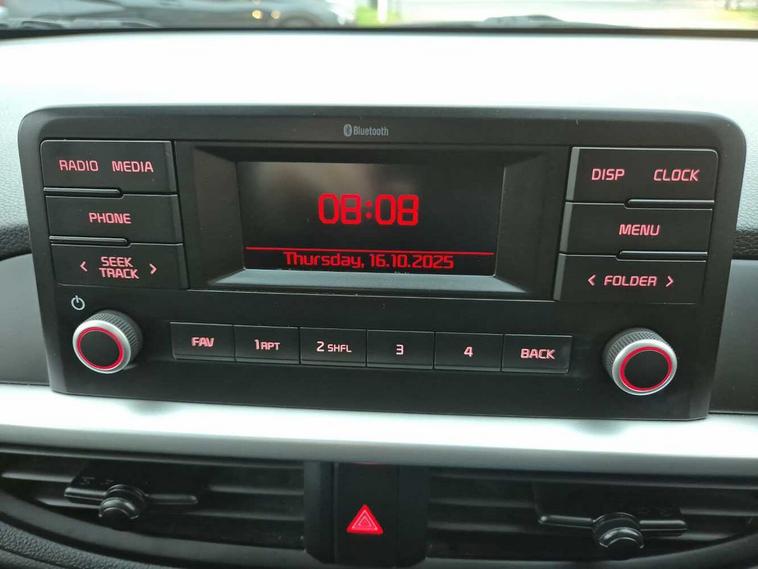 Bluetooth
RADIO MEDIA
PHONE
< SEEK TRACK >
08:08
Thursday, 16.10.2025
DISP CLOCK
MENU
< FOLDER >
FAV 1 RPT 2 SHFL 3 4 BACK